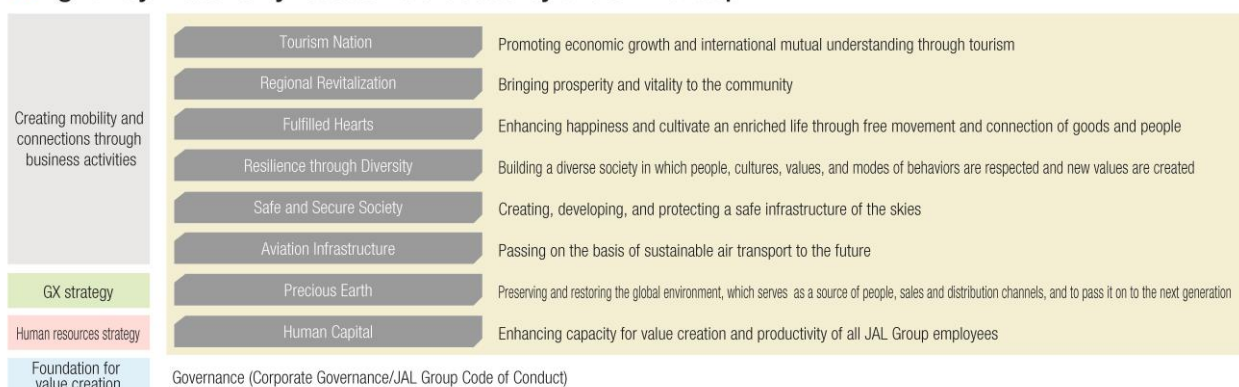 Tourism Nation
Promoting economic growth and international mutual understanding through tourism
Regional Revitalization
Bringing prosperity and vitality to the community
Creating mobility and
connections through
business activities
Fulfilled Hearts
Enhancing happiness and cultivate an enriched life through free movement and connection of goods and people
Resilience through Diversity
Building a diverse society in which people, cultures, values, and modes of behaviors are respected and new values are created
Safe and Secure Society
Creating, developing, and protecting a safe infrastructure of the skies
Aviation Infrastructure
Passing on the basis of sustainable air transport to the future
GX strategy
Precious Earth
Preserving and restoring the global environment, which serves as a source of people, sales and distribution channels, and to pass it on to the next generation
Human resources strategy
Human Capital
Enhancing capacity for value creation and productivity of all JAL Group employees
Foundation for
value creation
Governance (Corporate Governance/JAL Group Code of Conduct)